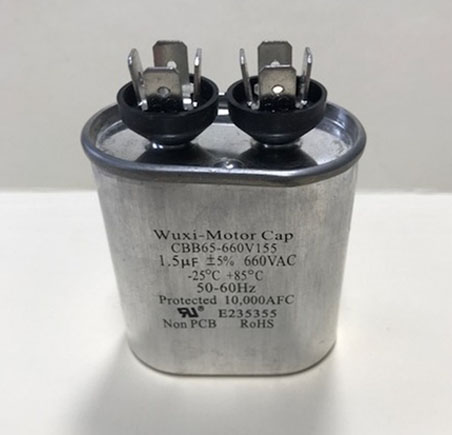 Wuxi-Motor Cap
CBB65-660V155
1.5µF ±5% 660VAC
-25°C +85°C
50-60Hz
Protected 10,000AFC
RU® E235355
Non PCB RoHS